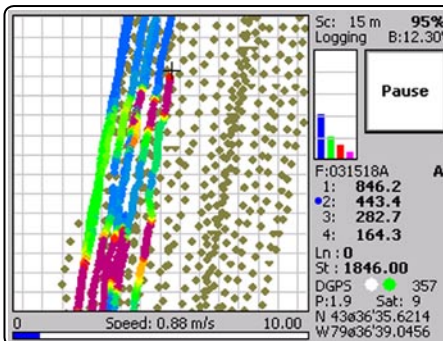 Sc: 15 m 95%
Logging B:12.30
Pause
F:031518A A
1: 846.2
2: 443.4
3: 282.7
4: 164.3
Ln : 0
St : 1846.00
DGPS 357
P:1.9 Sat: 9
N 43ø36'35.6214
W79ø36'39.0456
0 Speed: 0.88 m/s 10.00